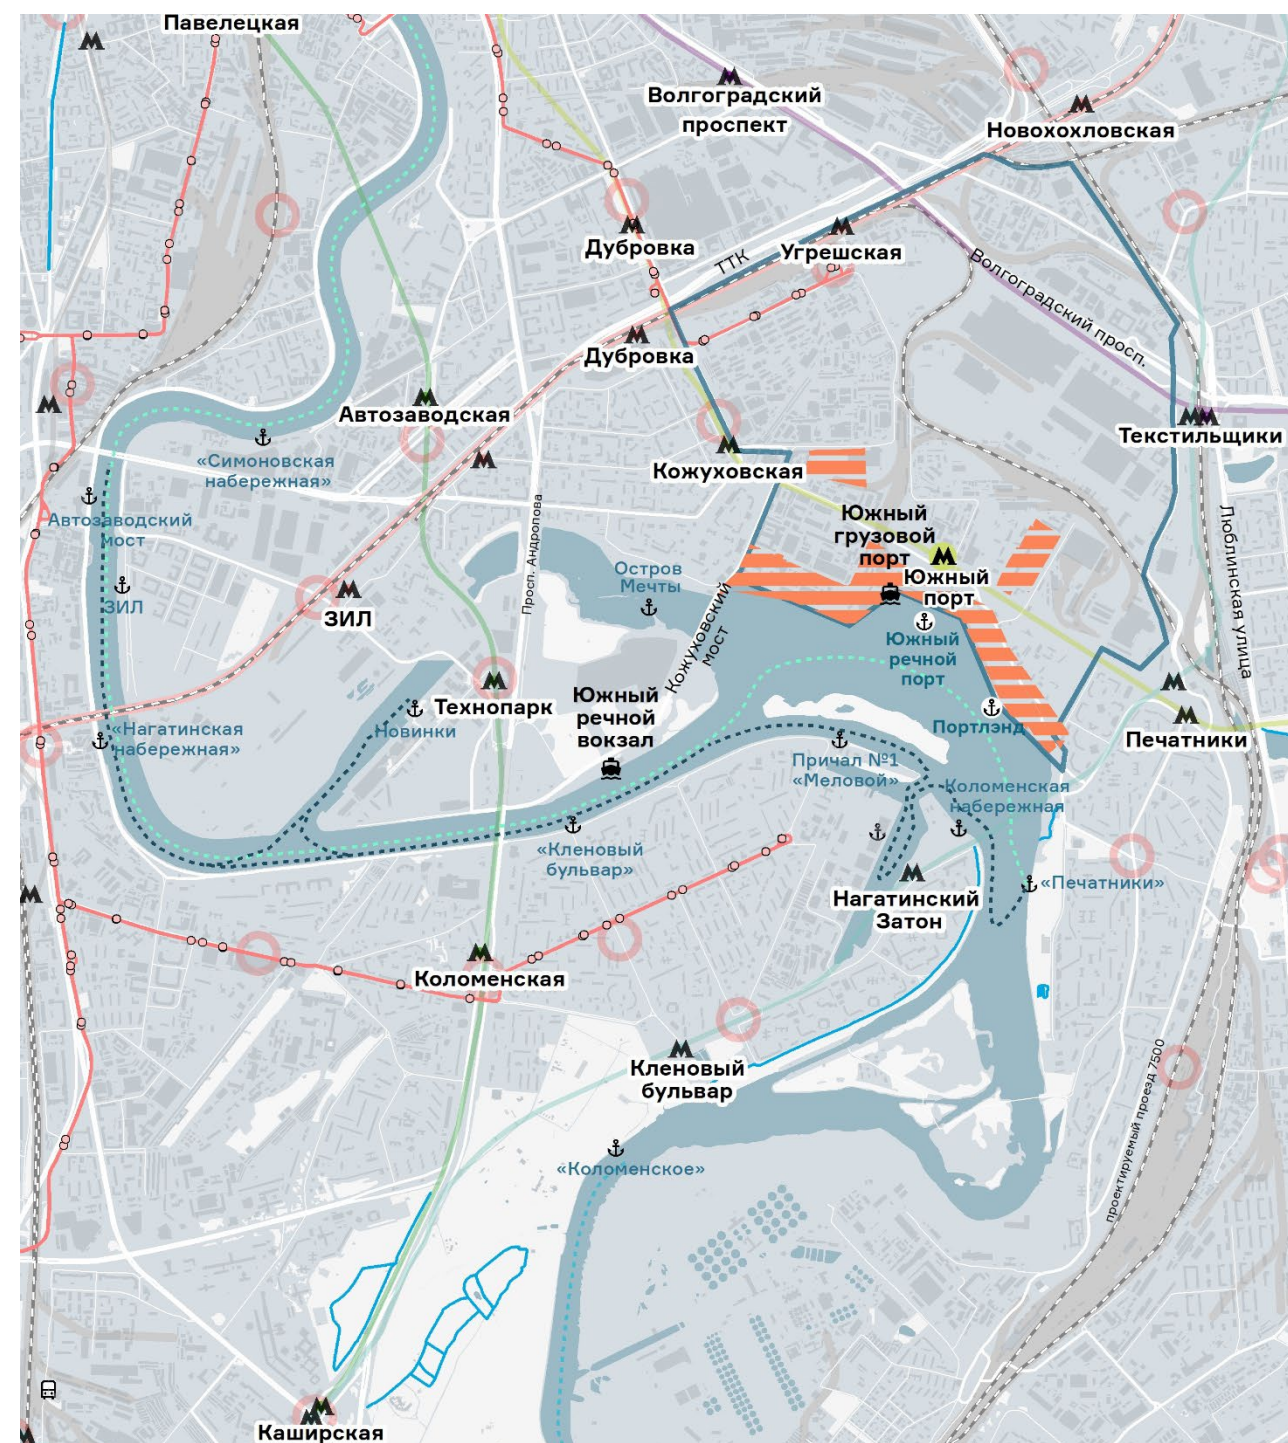 Павелецкая
Волгоградский
проспект
Новохохловская
Дубровка
ТТК
Угрешская
Волгоградский просп.
Дубровка
Автозаводская
Текстильщики
«Симоновская
набережная»
Кожуховская
Автозаводский
мост
Просп. Андропова
Южный
грузовой
порт
Люблинская улица
Остров
Мечты
Южный
порт
ЗИЛ
ЗИЛ
Кожуховский
мост
Южный
речной
порт
Технопарк
Южный
речной
вокзал
Новинки
«Нагатинская
набережная»
Портлэнд
Печатники
Причал №1
«Меловой»
Коломенская
набережная
«Кленовый
бульвар»
«Печатники»
Нагатинский
Затон
Коломенская
Кленовый
бульвар
проектируемый проезд 7500
«Коломенское»
Каширская